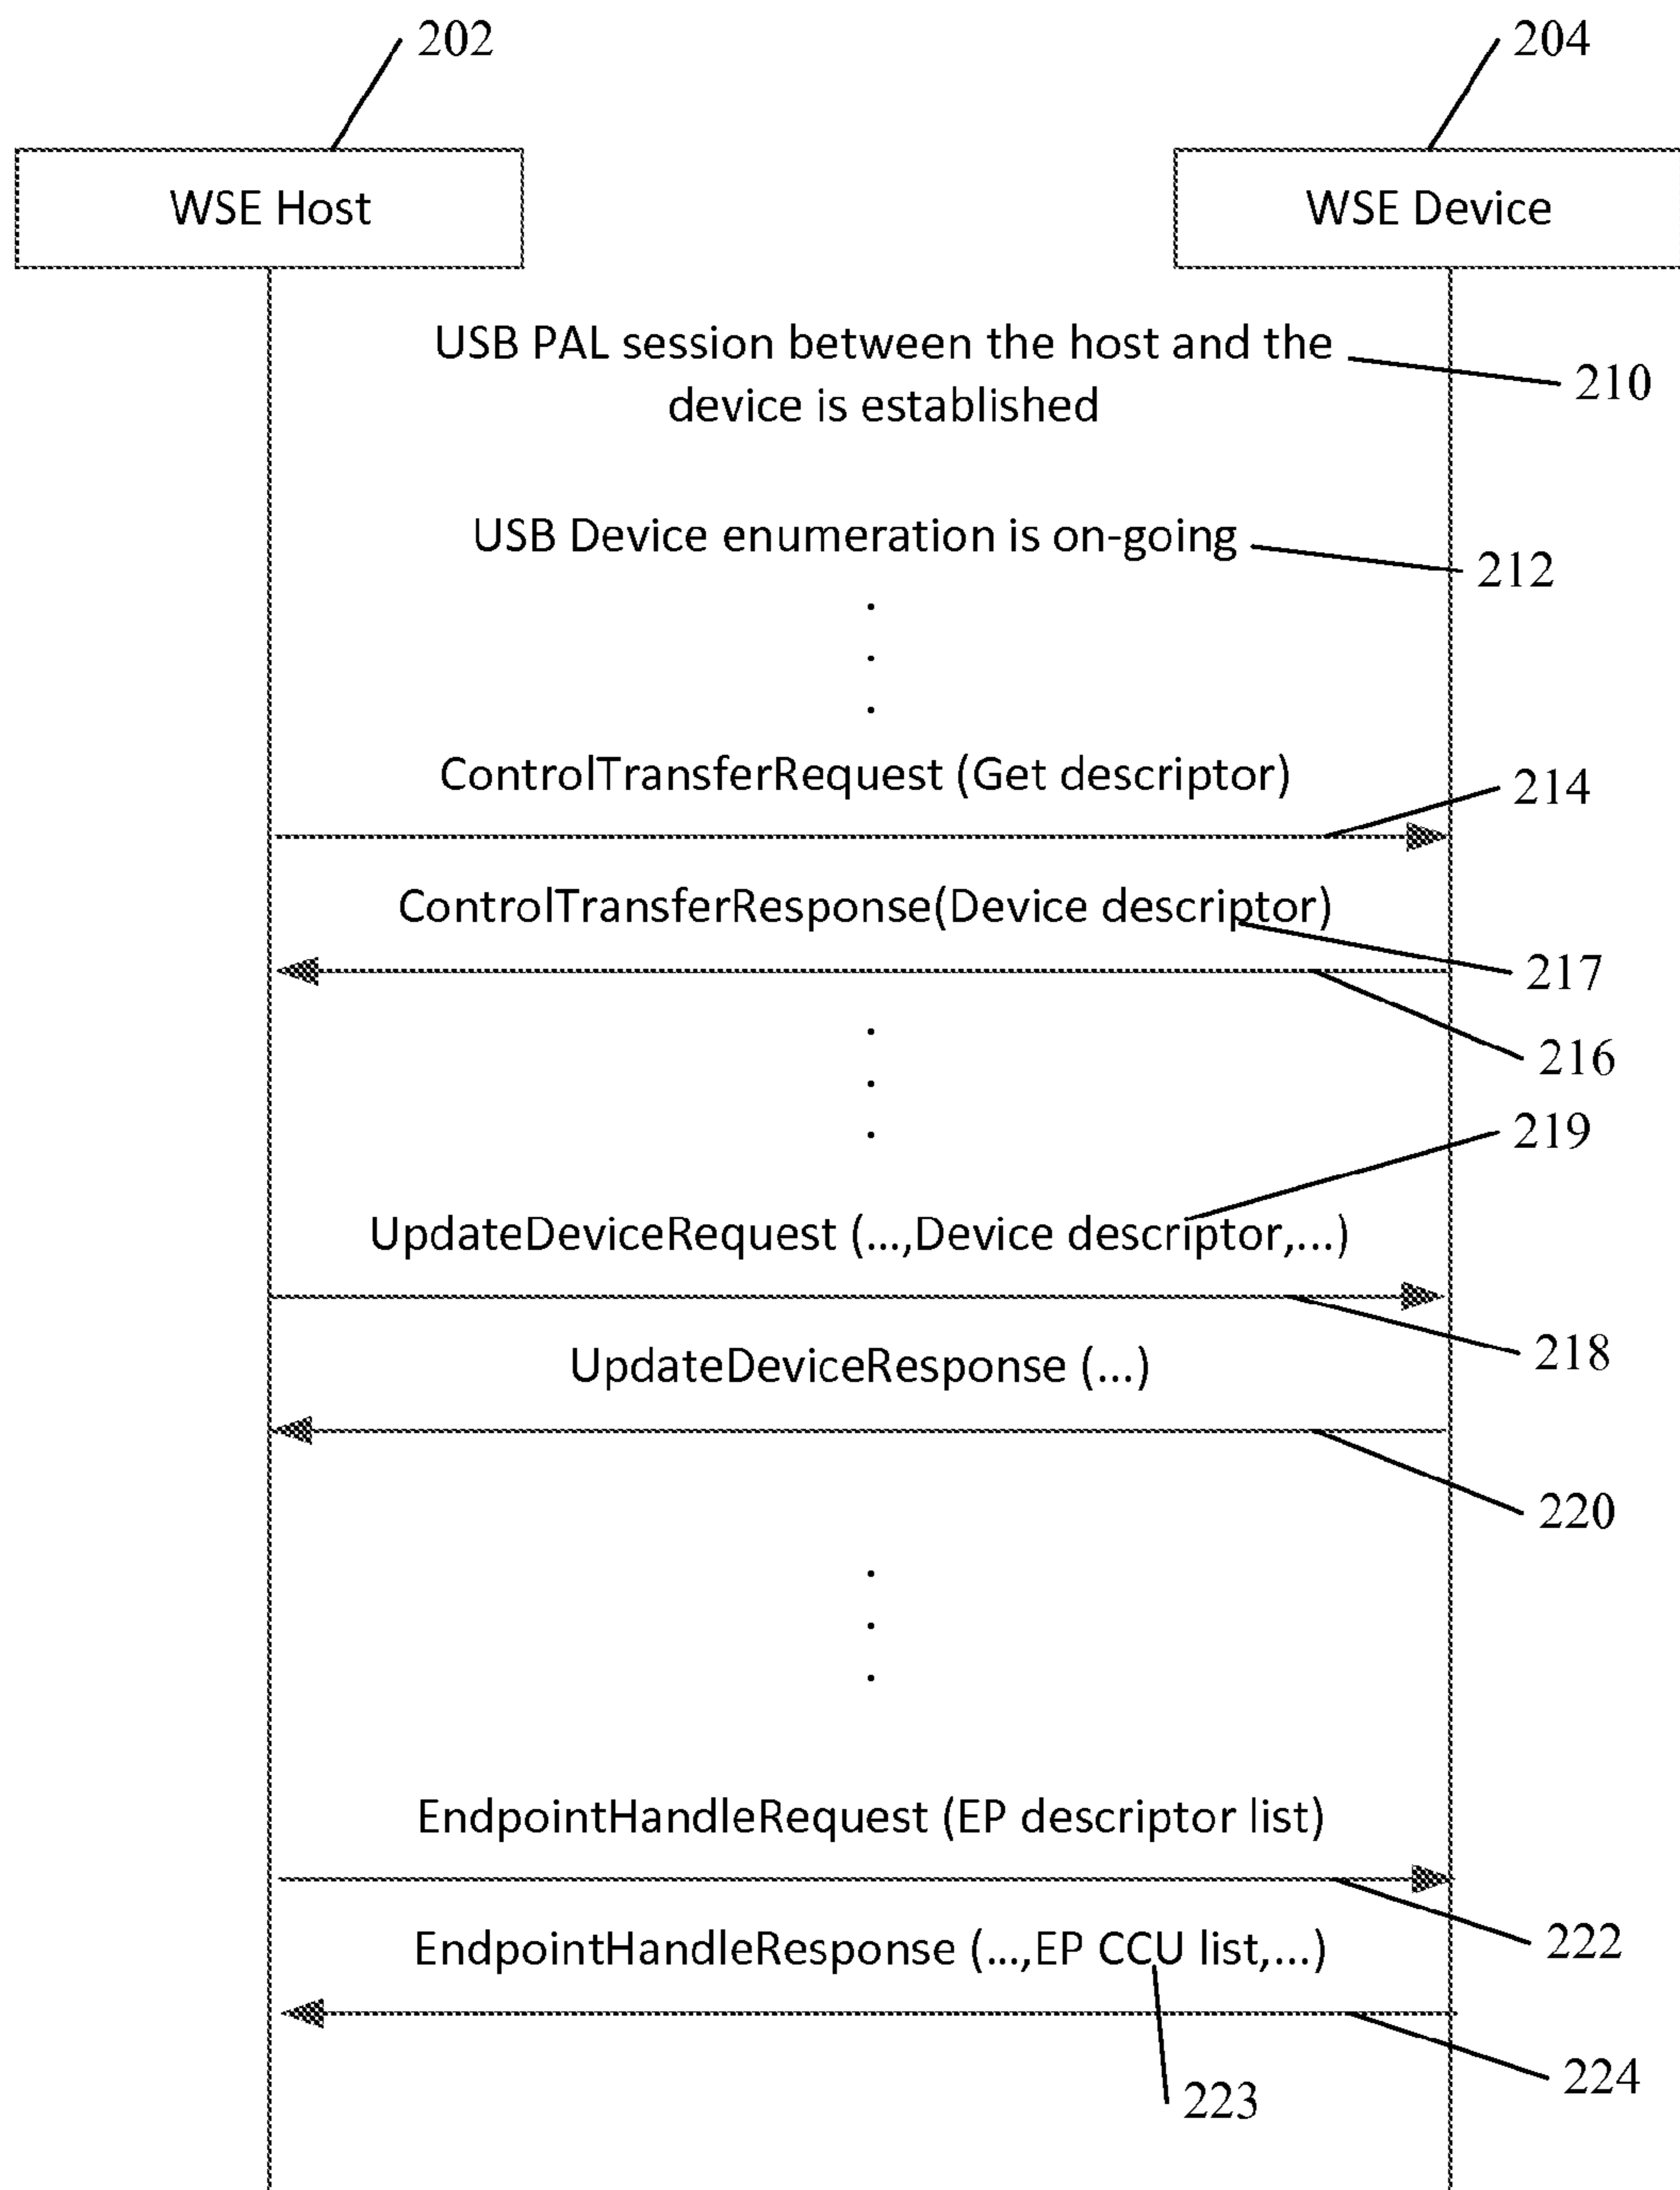 202
204
WSE Host
WSE Device
USB PAL session between the host and the
device is established
210
USB Device enumeration is on-going
212
ControlTransferRequest (Get descriptor)
214
ControlTransferResponse(Device descriptor)
217
216
219
UpdateDeviceRequest (...,Device descriptor,...)
218
UpdateDeviceResponse (...)
220
EndpointHandleRequest (EP descriptor list)
222
EndpointHandleResponse (...,EP CCU list,...)
224
223